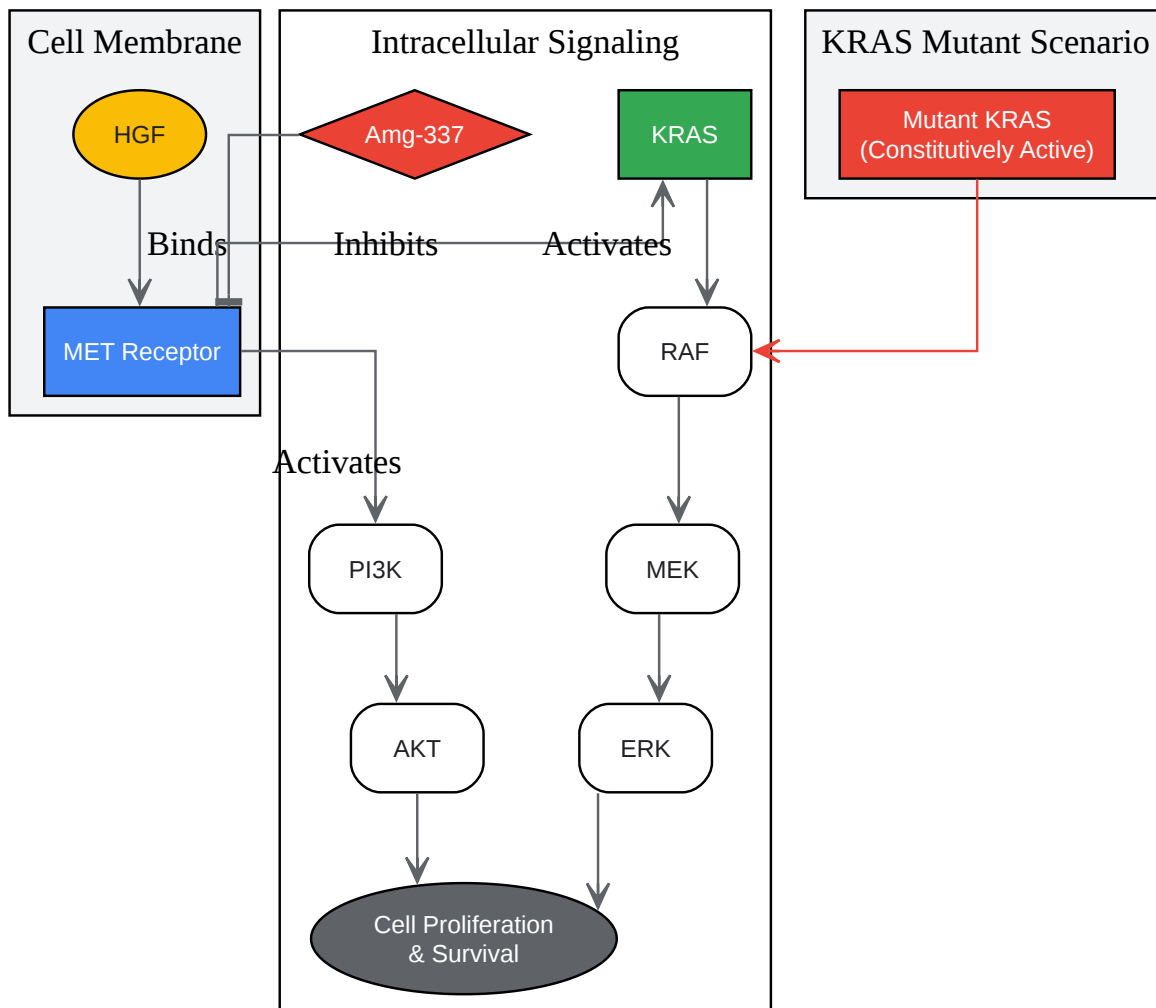 Cell Membrane
Intracellular Signaling
KRAS Mutant Scenario
HGF
Amg-337
KRAS
Mutant KRAS
(Constitutively Active)
Binds
Inhibits
Activates
MET Receptor
RAF
Activates
PI3K
MEK
AKT
ERK
Cell Proliferation
& Survival